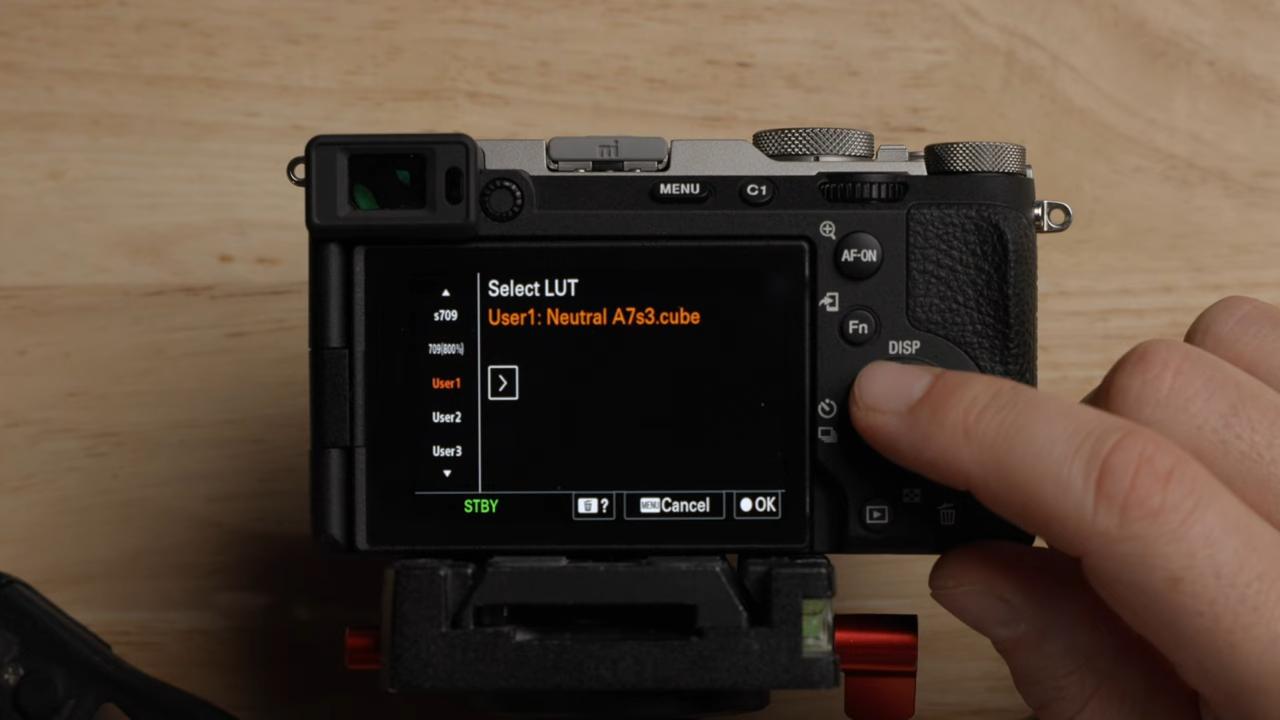 MENU
C1
AF-ON
Fn
DISP
Select LUT
User1: Neutral A7s3.cube
s709
709(800%)
User1
User2
User3
STBY
?
MENU Cancel
OK